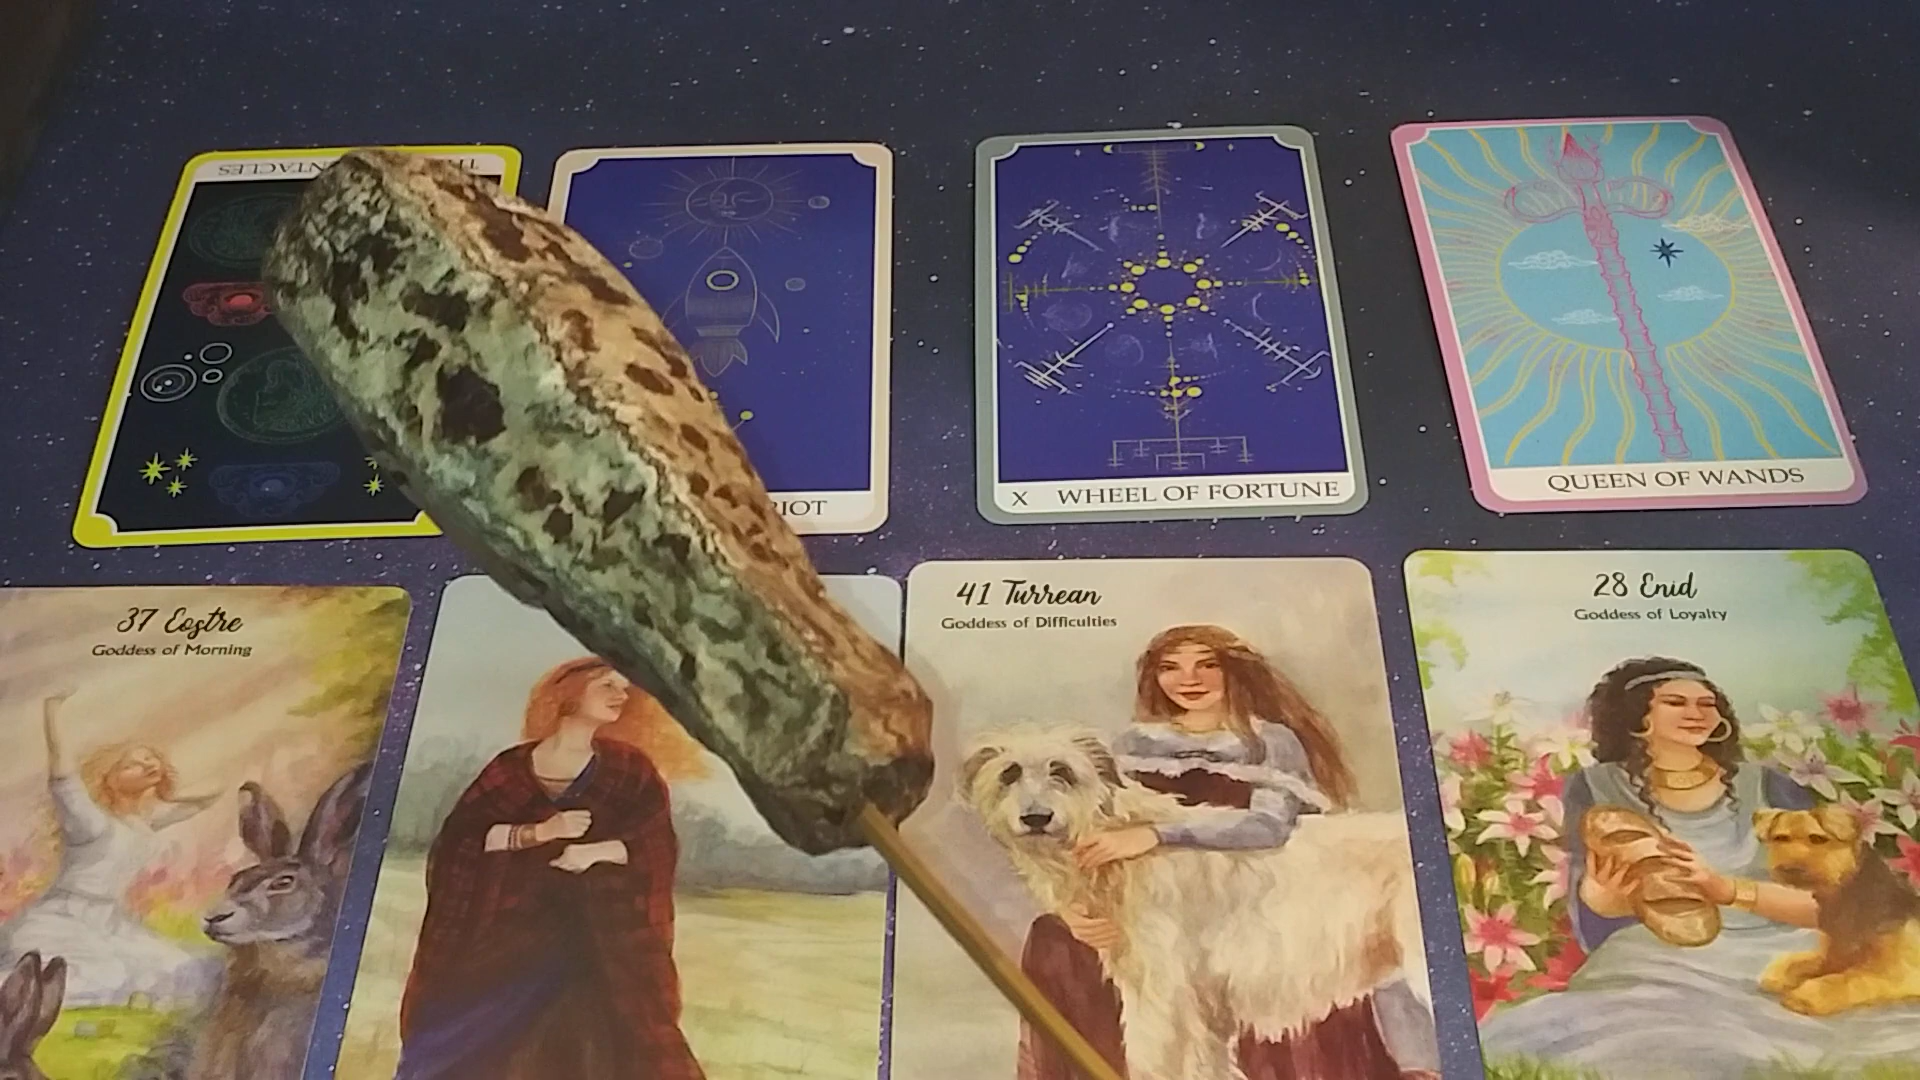 PENTACLES
X WHEEL OF FORTUNE
QUEEN OF WANDS
37 Eostre
Goddess of Morning
41 Turrean
Goddess of Difficulties
28 Enid
Goddess of Loyalty